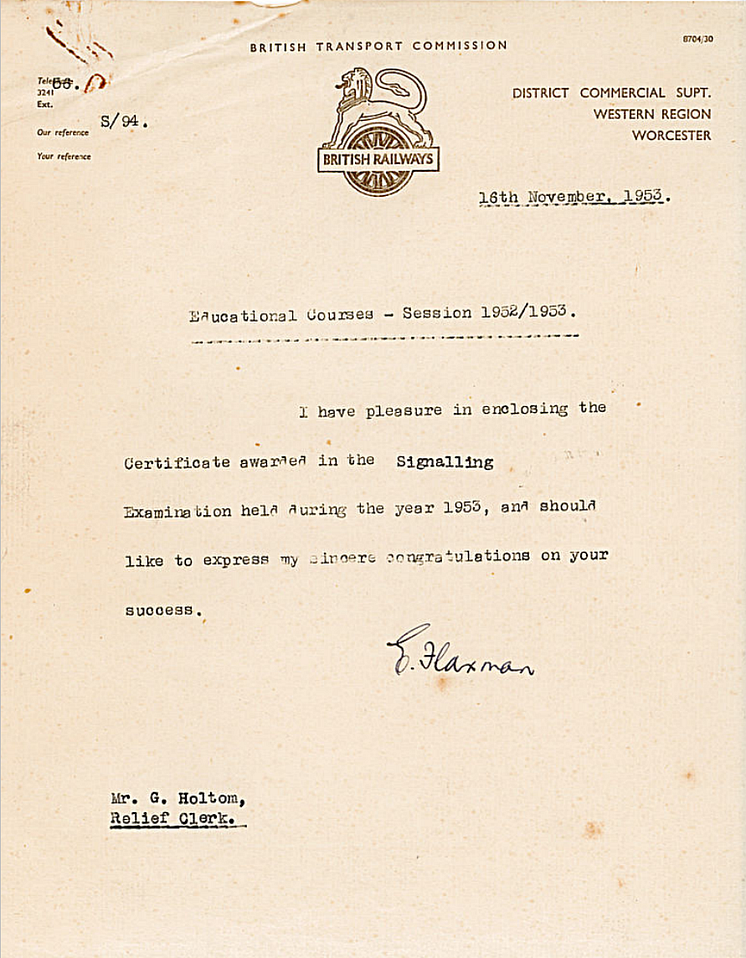 BRITISH TRANSPORT COMMISSION
8704/30
3241
Ext.
DISTRICT COMMERCIAL SUPT.
WESTERN REGION
WORCESTER
Our reference S/94.
Your reference
BRITISH RAILWAYS
16th November, 1953.
Educational Courses - Session 1952/1953.
I have pleasure in enclosing the
Certificate awarded in the Signalling
Examination held during the year 1953, and should
like to express my sincere congratulations on your
success.
E. Flaxman
Mr. G. Holtom,
Relief Clerk.